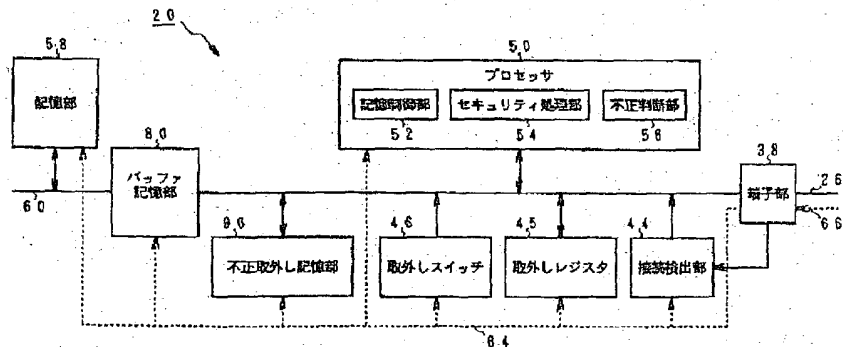 20
58
記憶部
50
プロセッサ
記憶制御部
セキュリティ処理部
不正判断部
52
54
56
80
バッファ
記憶部
38
端子部
26
66
60
90
不正取外し記憶部
46
取外しスイッチ
45
取外しレジスタ
44
接続検出部
64